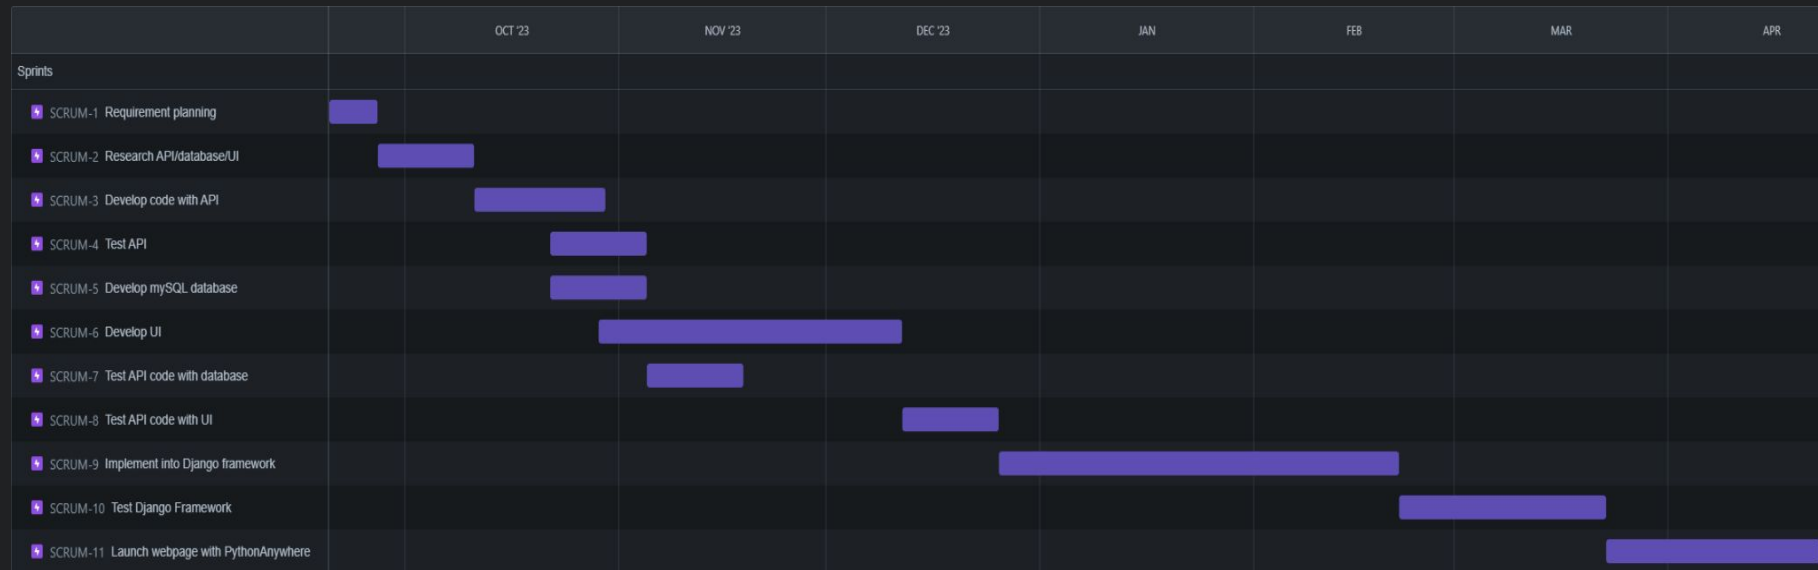 OCT '23 NOV '23 DEC '23 JAN FEB MAR APR
Sprints
SCRUM-1 Requirement planning
SCRUM-2 Research API/database/UI
SCRUM-3 Develop code with API
SCRUM-4 Test API
SCRUM-5 Develop mySQL database
SCRUM-6 Develop UI
SCRUM-7 Test API code with database
SCRUM-8 Test API code with UI
SCRUM-9 Implement into Django framework
SCRUM-10 Test Django Framework
SCRUM-11 Launch webpage with PythonAnywhere